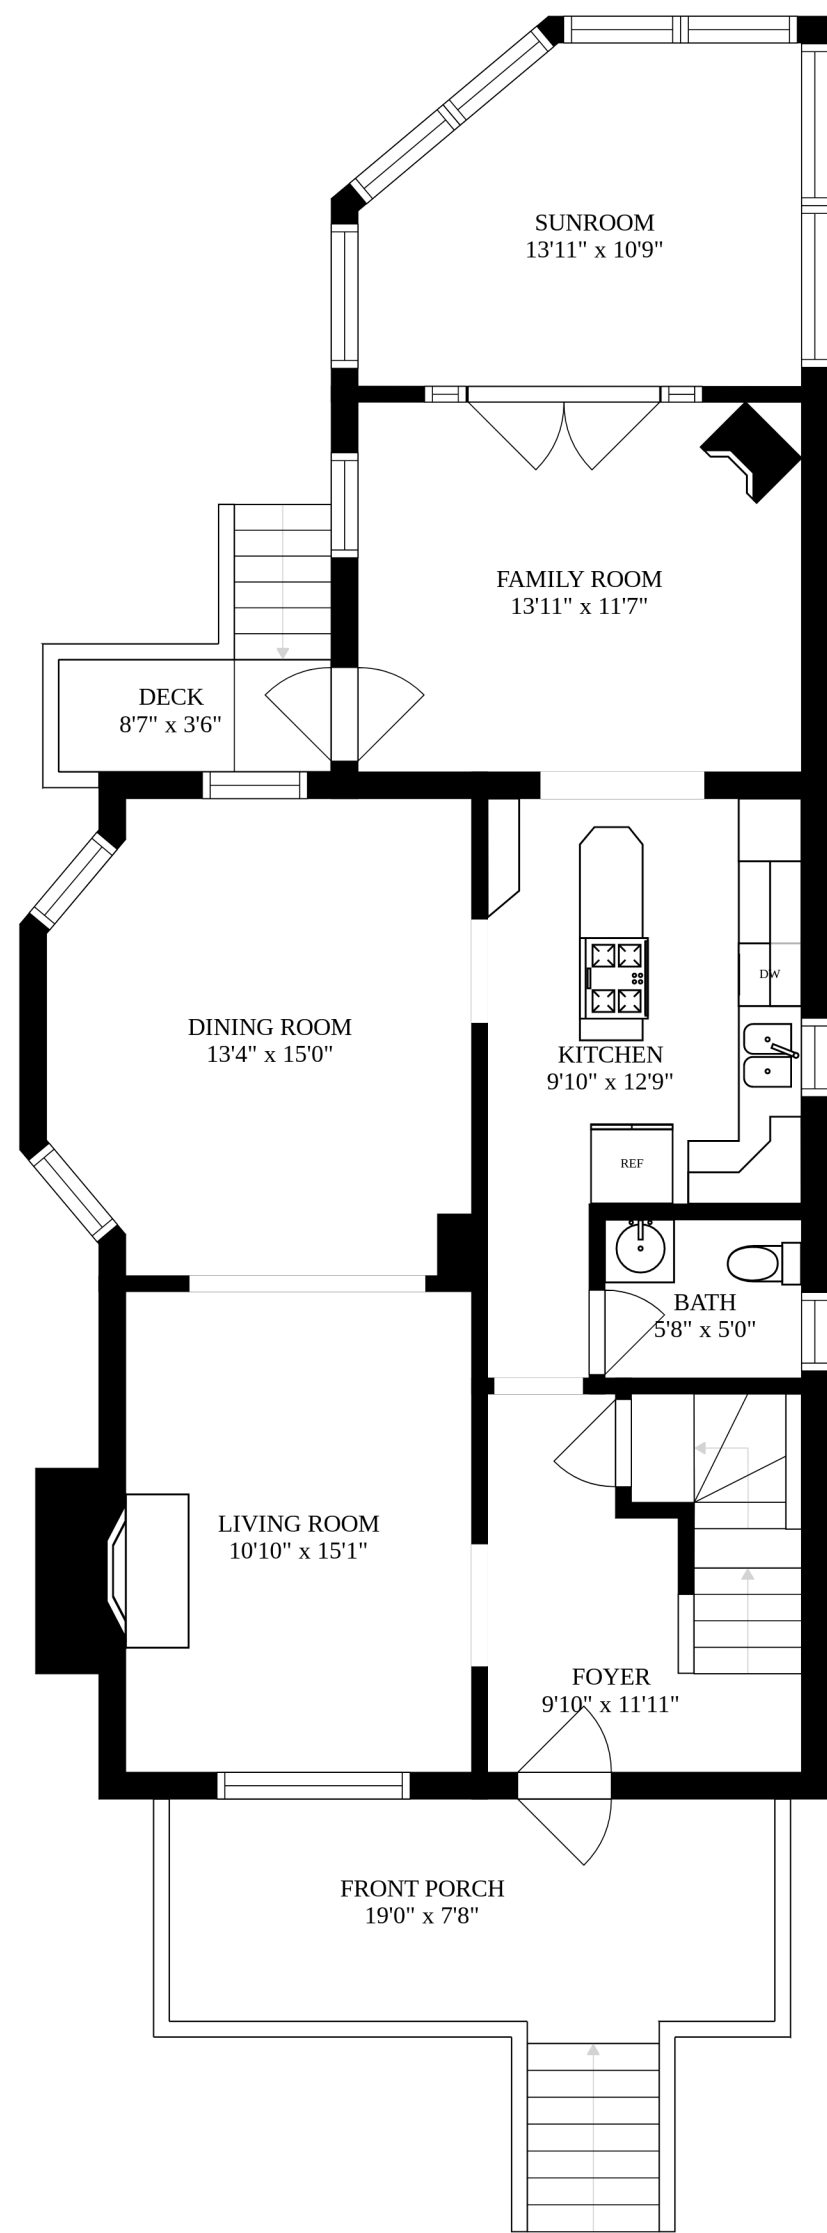 SUNROOM
13'11" x 10'9"
FAMILY ROOM
13'11" x 11'7"
DECK
8'7" x 3'6"
DINING ROOM
13'4" x 15'0"
DW
KITCHEN
9'10" x 12'9"
REF
BATH
5'8" x 5'0"
LIVING ROOM
10'10" x 15'1"
FOYER
9'10" x 11'11"
FRONT PORCH
19'0" x 7'8"